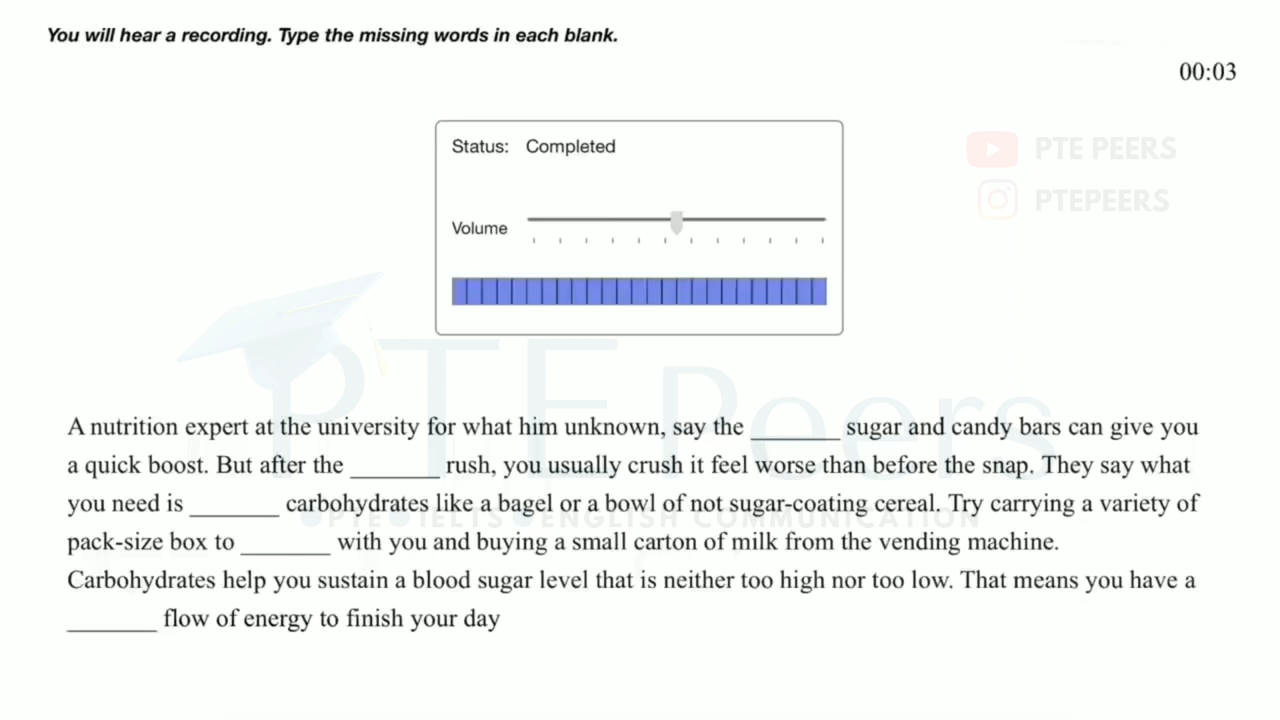 You will hear a recording. Type the missing words in each blank.
00:03
Status: Completed
PTE PEERS
PTEPEERS
Volume
PTE Peers
PTE IELTS ENGLISH COMMUNICATION
A nutrition expert at the university for what him unknown, say the _______ sugar and candy bars can give you
a quick boost. But after the _______ rush, you usually crush it feel worse than before the snap. They say what
you need is _______ carbohydrates like a bagel or a bowl of not sugar-coating cereal. Try carrying a variety of
pack-size box to _______ with you and buying a small carton of milk from the vending machine.
Carbohydrates help you sustain a blood sugar level that is neither too high nor too low. That means you have a
_______ flow of energy to finish your day